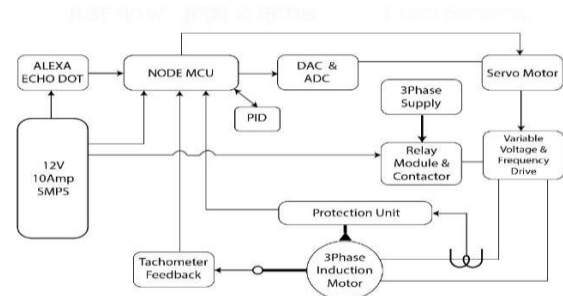 ALEXA
ECHO DOT
NODE MCU
DAC &
ADC
Servo Motor
3Phase
Supply
PID
12V
10Amp
SMPS
Relay
Module &
Contactor
Variable
Voltage &
Frequency
Drive
Protection Unit
Tachometer
Feedback
3Phase
Induction
Motor